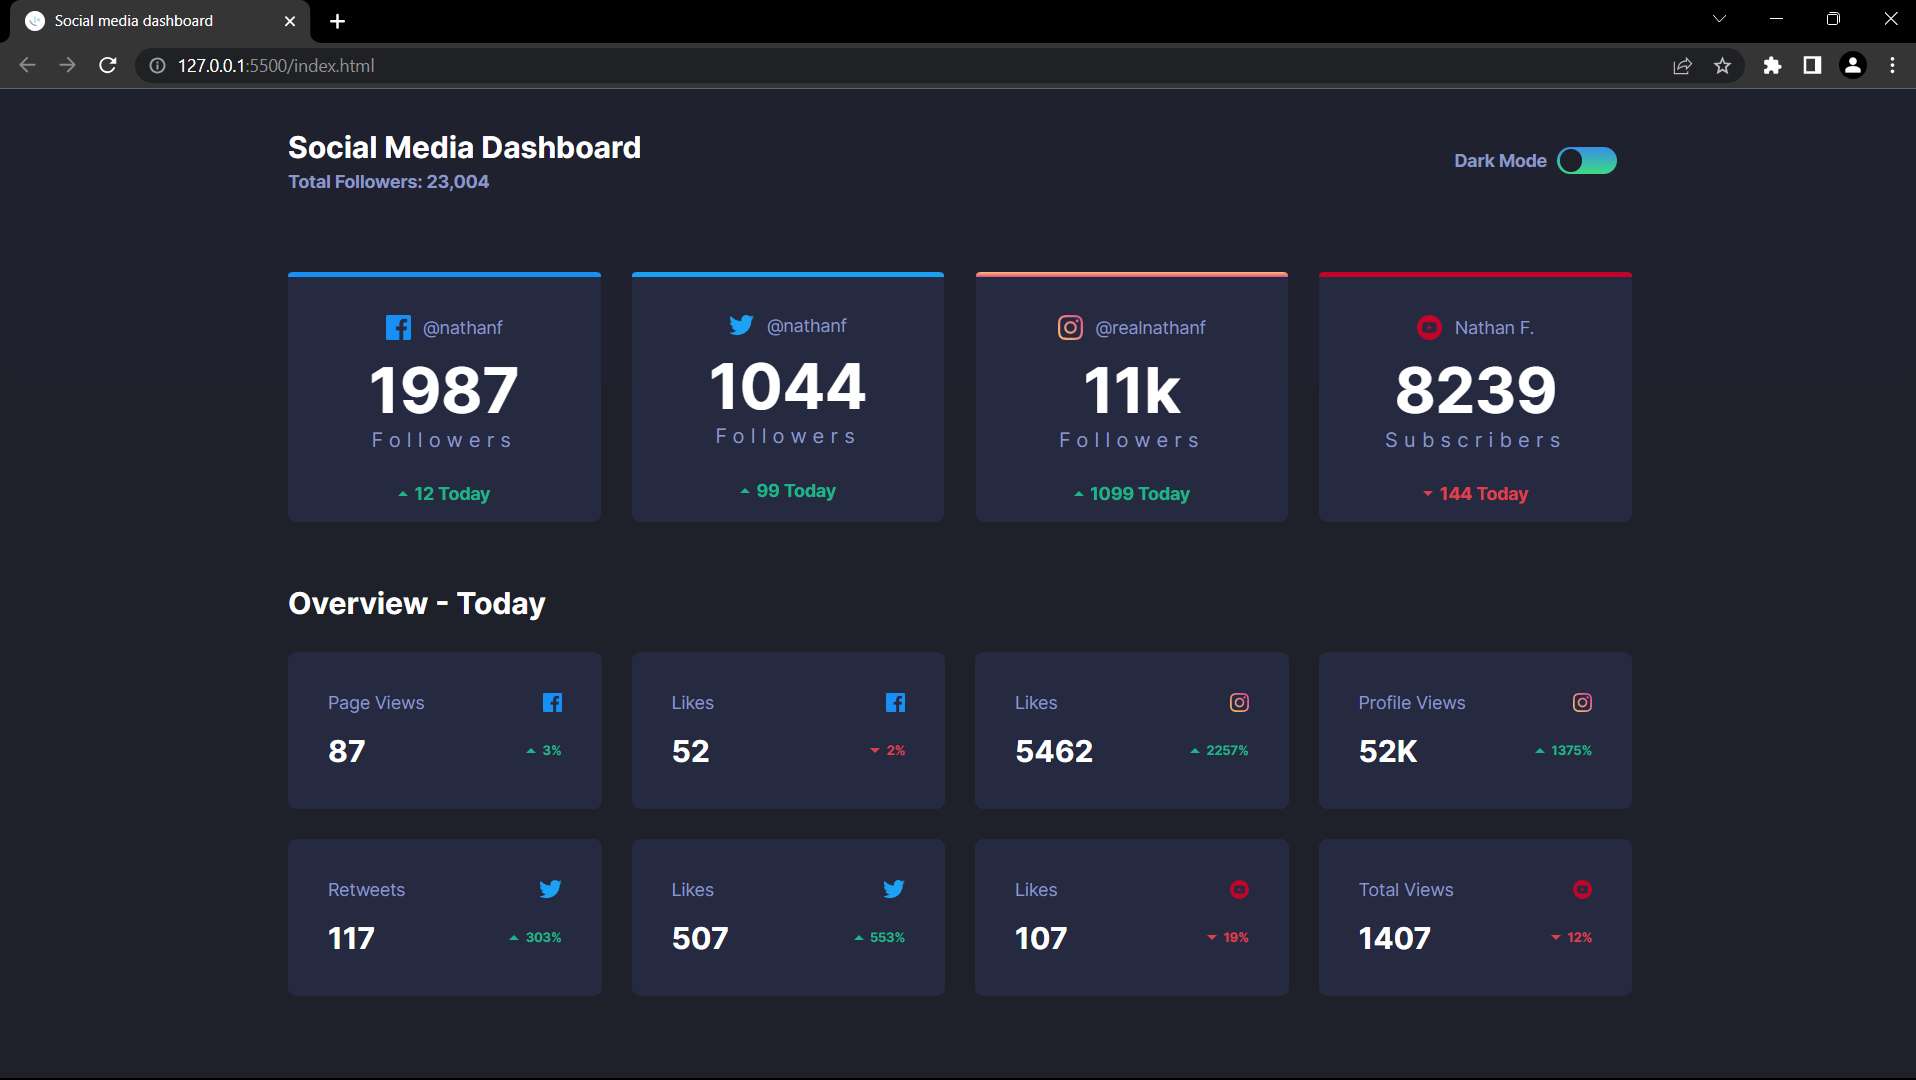 Social media dashboard
127.0.0.1:5500/index.html
Social Media Dashboard
Total Followers: 23,004
Dark Mode
@nathanf
1987
Followers
12 Today
@nathanf
1044
Followers
99 Today
@realnathanf
11k
Followers
1099 Today
Nathan F.
8239
Subscribers
144 Today
Overview - Today
Page Views
87
3%
Likes
52
2%
Likes
5462
2257%
Profile Views
52K
1375%
Retweets
117
303%
Likes
507
553%
Likes
107
19%
Total Views
1407
12%